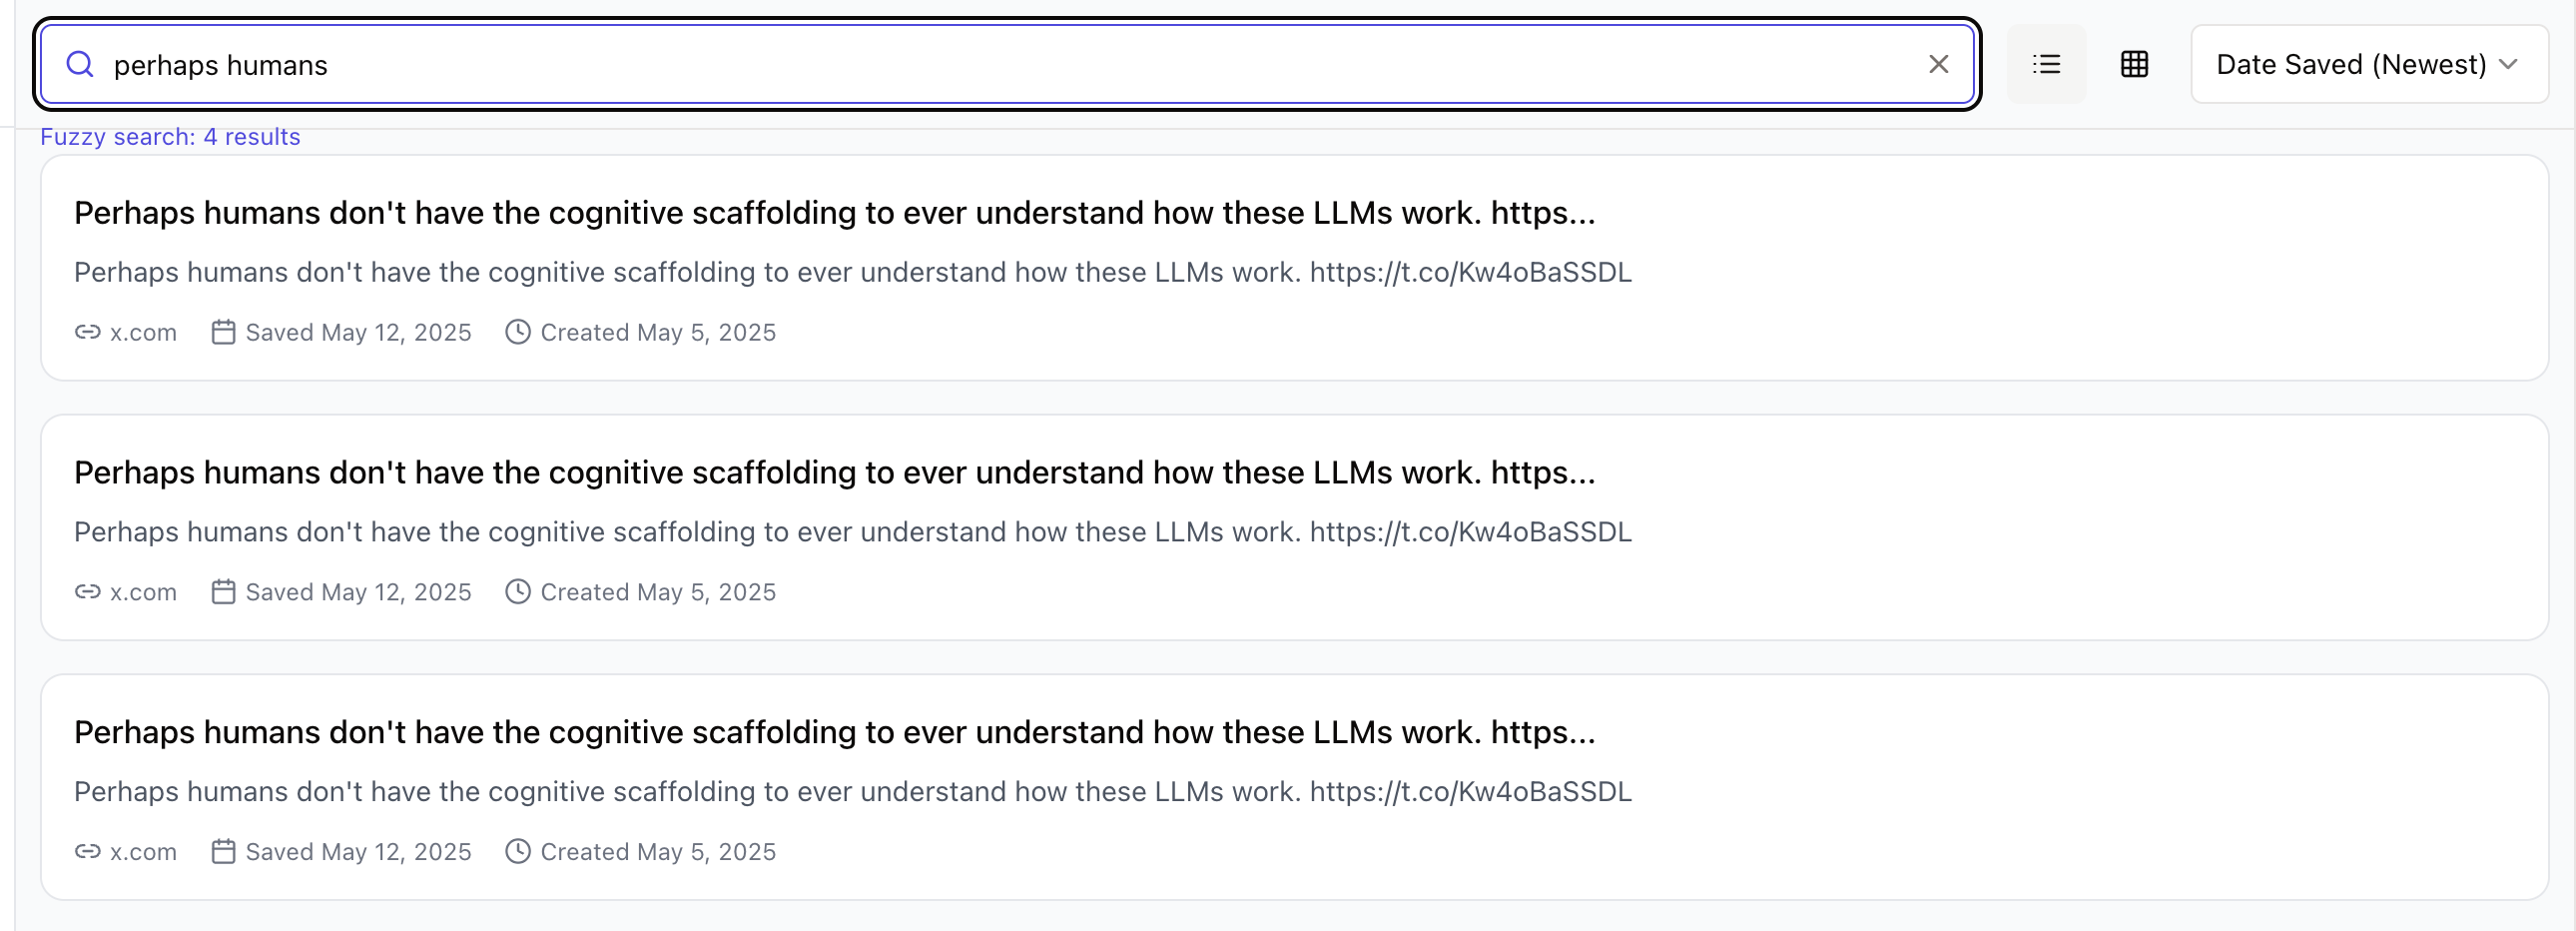 perhaps humans
Date Saved (Newest)
Fuzzy search: 4 results
Perhaps humans don't have the cognitive scaffolding to ever understand how these LLMs work. https...
Perhaps humans don't have the cognitive scaffolding to ever understand how these LLMs work. https://t.co/Kw4oBaSSDL
x.com Saved May 12, 2025 Created May 5, 2025
Perhaps humans don't have the cognitive scaffolding to ever understand how these LLMs work. https...
Perhaps humans don't have the cognitive scaffolding to ever understand how these LLMs work. https://t.co/Kw4oBaSSDL
x.com Saved May 12, 2025 Created May 5, 2025
Perhaps humans don't have the cognitive scaffolding to ever understand how these LLMs work. https...
Perhaps humans don't have the cognitive scaffolding to ever understand how these LLMs work. https://t.co/Kw4oBaSSDL
x.com Saved May 12, 2025 Created May 5, 2025